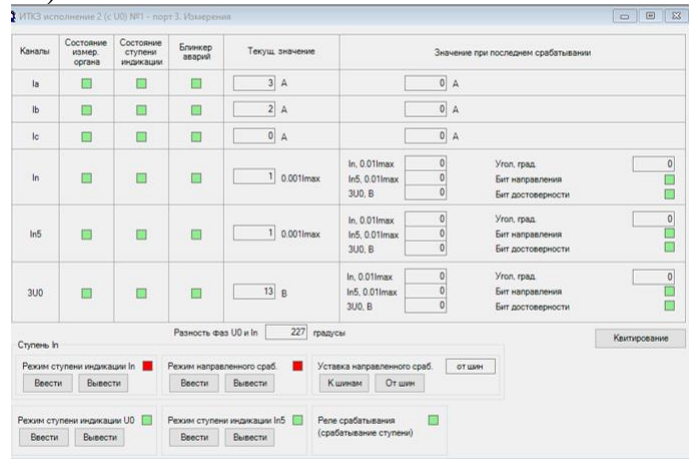 ИТКЗ исполнение 2 (с U0) №1 - порт 3. Измерения
Каналы
Состояние измер. органа
Состояние ступени индикации
Блинкер аварий
Текущ. значение
Значение при последнем срабатывании
Ia 3 А 0 А
Ib 2 А 0 А
Ic 0 А 0 А
In 1 0.001Imax
In, 0.01Imax 0 Угол, град. 0
In5, 0.01Imax 0 Бит направления
3U0, В 0 Бит достоверности
In5 1 0.001Imax
In, 0.01Imax 0 Угол, град. 0
In5, 0.01Imax 0 Бит направления
3U0, В 0 Бит достоверности
3U0 13 В
In, 0.01Imax 0 Угол, град. 0
In5, 0.01Imax 0 Бит направления
3U0, В 0 Бит достоверности
Разность фаз U0 и In 227 градусы
Квитирование
Ступень In
Режим ступени индикации In
Ввести Вывести
Режим направленного сраб.
Ввести Вывести
Уставка направленного сраб. от шин
К шинам От шин
Режим ступени индикации U0
Ввести Вывести
Режим ступени индикации In5
Ввести Вывести
Реле срабатывания
(срабатывание ступени)